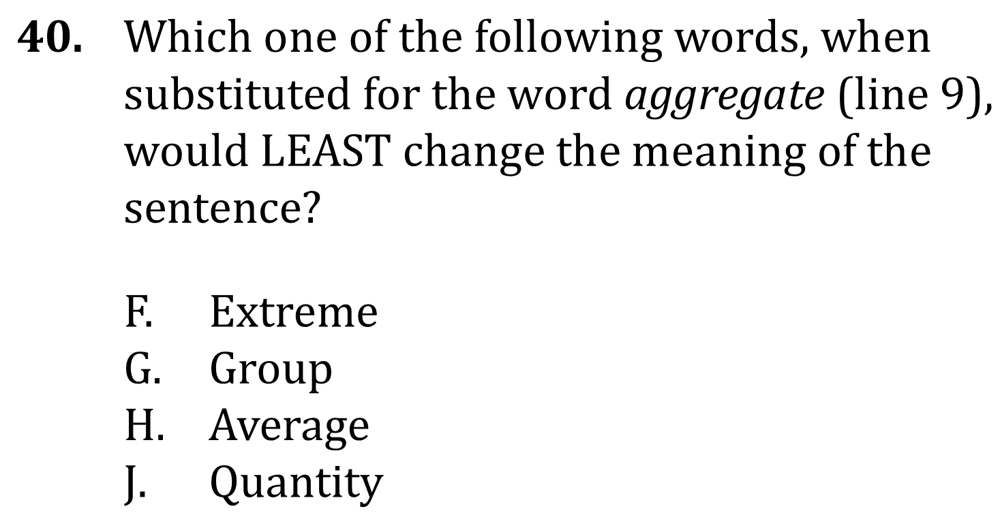 40. Which one of the following words, when
substituted for the word aggregate (line 9),
would LEAST change the meaning of the
sentence?
F. Extreme
G. Group
H. Average
J. Quantity